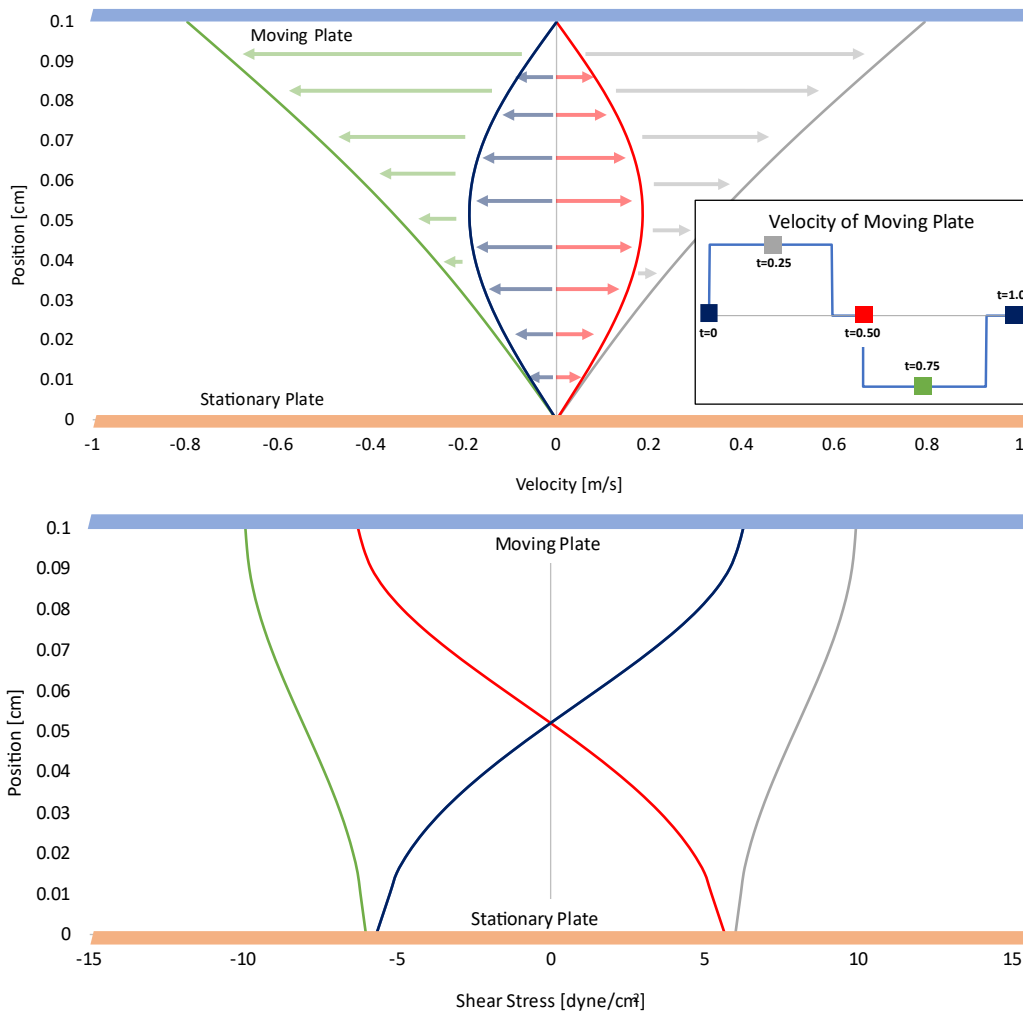 0.1
Moving Plate
0.09
0.08
0.07
0.06
0.05
0.04
0.03
0.02
0.01
0
Position [cm]
Stationary Plate
-1
-0.8
-0.6
-0.4
-0.2
0
0.2
0.4
0.6
0.8
1
Velocity [m/s]
Velocity of Moving Plate
t=0.25
t=1.0
t=0
t=0.50
t=0.75
0.1
Moving Plate
0.09
0.08
0.07
0.06
0.05
0.04
0.03
0.02
0.01
0
Position [cm]
Stationary Plate
-15
-10
-5
0
5
10
15
Shear Stress [dyne/cm²]